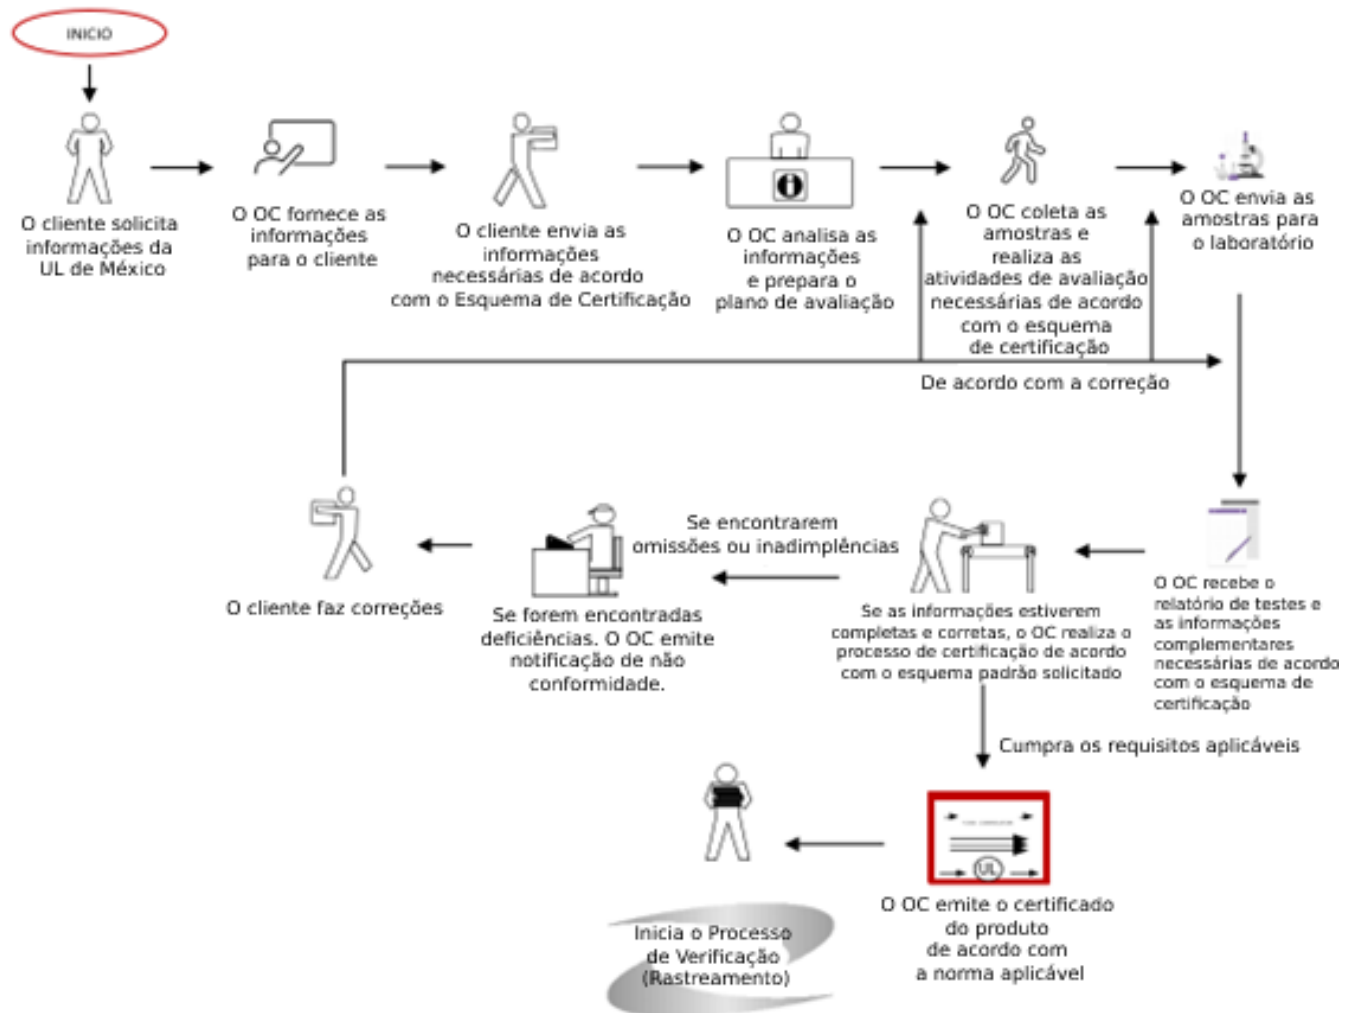 INICIO
O cliente solicita
informações da
UL de México
O OC fornece as
informações
para o cliente
O cliente envia as
informações
necessárias de acordo
com o Esquema de Certificação
O OC analisa as
informações
e prepara o
plano de avaliação
O OC coleta as
amostras e
realiza as
atividades de avaliação
necessárias de acordo
com o esquema
de certificação
O OC envia as
amostras para
o laboratório
De acordo com a correção
O OC recebe o
relatório de testes e
as informações
complementares
necessárias de acordo
com o esquema de
certificação
Se as informações estiverem
completas e corretas, o OC realiza o
processo de certificação de acordo
com o esquema padrão solicitado
Se encontrarem
omissões ou inadimplências
Se forem encontradas
deficiências. O OC emite
notificação de não
conformidade.
O cliente faz correções
Cumpra os requisitos aplicáveis
UL
O OC emite o certificado
do produto
de acordo com
a norma aplicável
Inicia o Processo
de Verificação
(Rastreamento)